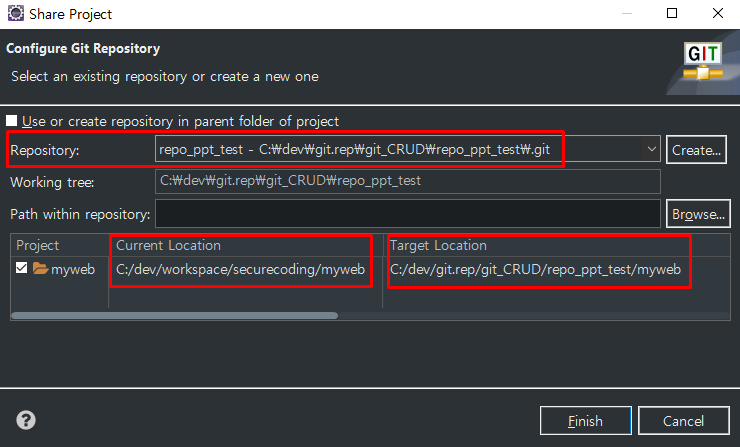 Share Project
Configure Git Repository
Select an existing repository or create a new one
GIT
Use or create repository in parent folder of project
Repository: repo_ppt_test - C:₩dev₩git.rep₩git_CRUD₩repo_ppt_test₩.git Create...
Working tree: C:₩dev₩git.rep₩git_CRUD₩repo_ppt_test
Path within repository: Browse...
Project Current Location Target Location
myweb C:/dev/workspace/securecoding/myweb C:/dev/git.rep/git_CRUD/repo_ppt_test/myweb
? Finish Cancel